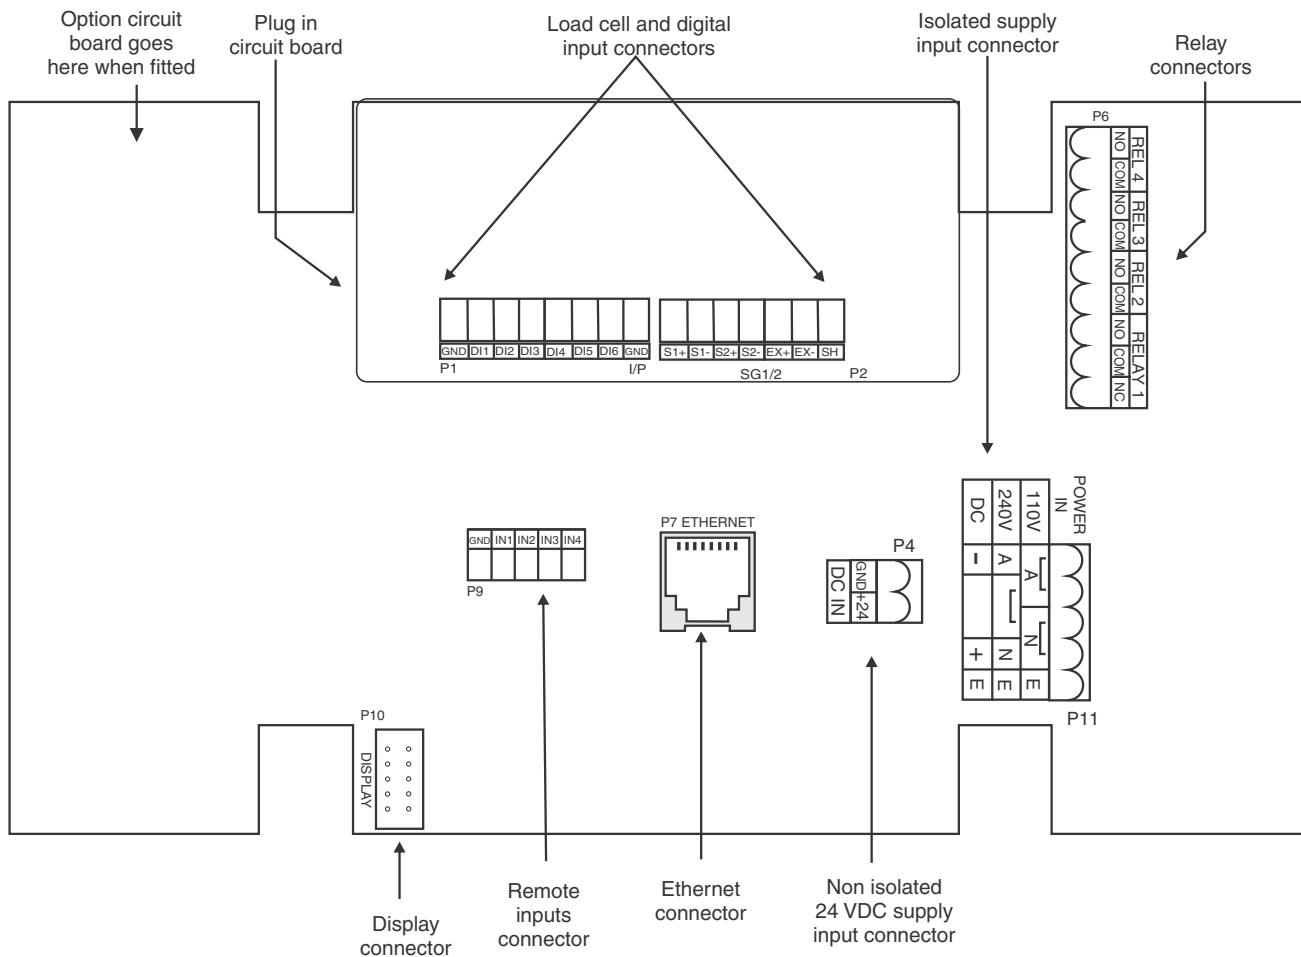 Option circuit
board goes
here when fitted
Plug in
circuit board
Load cell and digital
input connectors
Isolated supply
input connector
Relay
connectors
P6
NO COM NO COM NO COM NO COM NC
REL 4 REL 3 REL 2 RELAY 1
GND DI1 DI2 DI3 DI4 DI5 DI6 GND
P1 I/P
S1+ S1- S2+ S2- EX+ EX- SH
SG1/2 P2
POWER
IN
110V A N E
240V A N E
DC - + E
P11
GND IN1 IN2 IN3 IN4
P9
P7 ETHERNET
P4
GND +24
DC IN
P10
DISPLAY
Display
connector
Remote
inputs
connector
Ethernet
connector
Non isolated
24 VDC supply
input connector